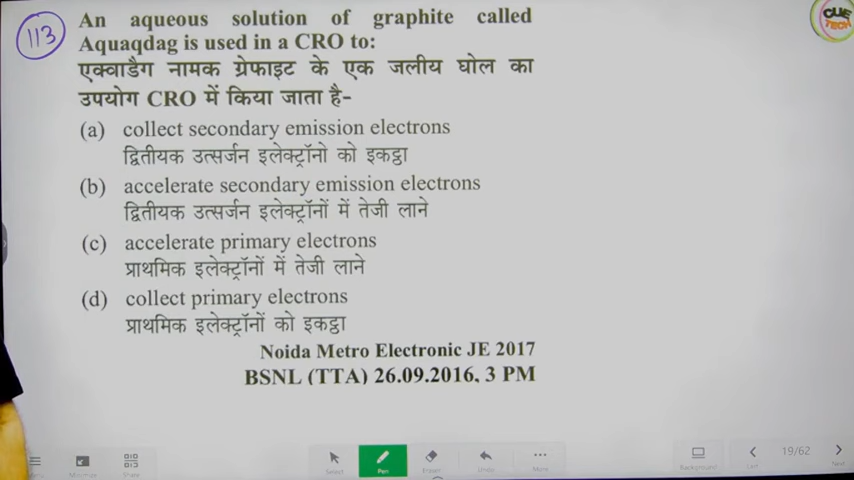 113
An aqueous solution of graphite called
Aquaqdag is used in a CRO to:
एक्वाडैग नामक ग्रेफाइट के एक जलीय घोल का
उपयोग CRO में किया जाता है-
(a) collect secondary emission electrons
द्वितीयक उत्सर्जन इलेक्ट्रॉनो को इकट्ठा
(b) accelerate secondary emission electrons
द्वितीयक उत्सर्जन इलेक्ट्रॉनों में तेजी लाने
(c) accelerate primary electrons
प्राथमिक इलेक्ट्रॉनों में तेजी लाने
(d) collect primary electrons
प्राथमिक इलेक्ट्रॉनों को इकट्ठा
Noida Metro Electronic JE 2017
BSNL (TTA) 26.09.2016, 3 PM
CUE
TECH
Select
Pen
Eraser
Undo
More
Background
19/62
Next